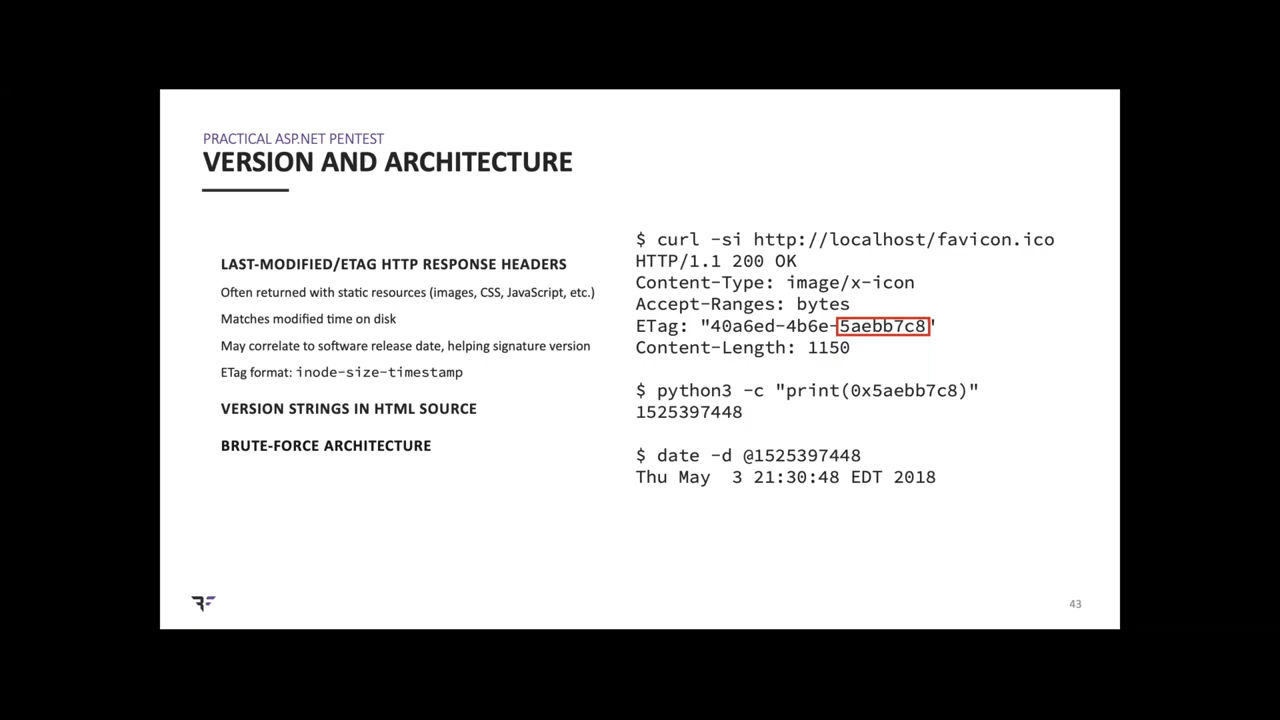 PRACTICAL ASP.NET PENTEST
VERSION AND ARCHITECTURE
LAST-MODIFIED/ETAG HTTP RESPONSE HEADERS
Often returned with static resources (images, CSS, JavaScript, etc.)
Matches modified time on disk
May correlate to software release date, helping signature version
ETag format: inode-size-timestamp
VERSION STRINGS IN HTML SOURCE
BRUTE-FORCE ARCHITECTURE
$ curl -si http://localhost/favicon.ico
HTTP/1.1 200 OK
Content-Type: image/x-icon
Accept-Ranges: bytes
ETag: "40a6ed-4b6e-5aebb7c8"
Content-Length: 1150
$ python3 -c "print(0x5aebb7c8)"
1525397448
$ date -d @1525397448
Thu May  3 21:30:48 EDT 2018
RF
43